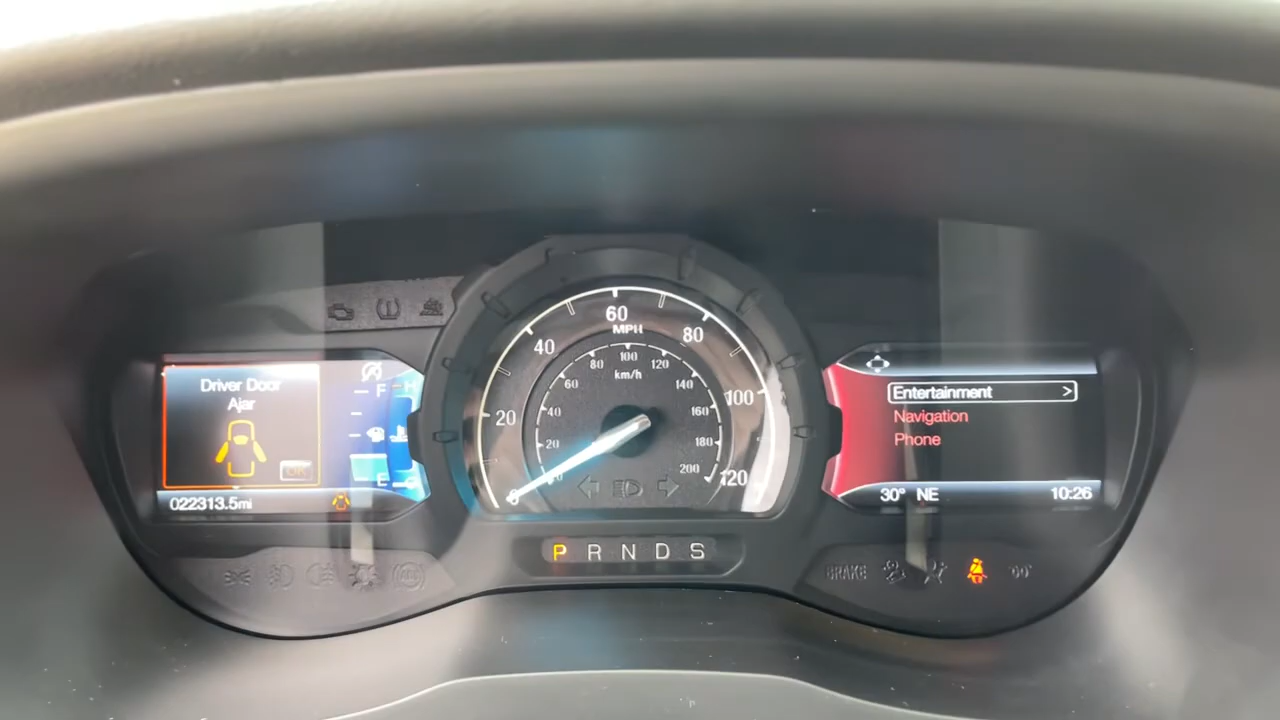 Driver Door
Ajar
OK
F
H
E
022313.5mi
0
20
40
60
80
100
120
MPH
20
40
60
80
100
120
140
160
180
200
km/h
P R N D S
Entertainment >
Navigation
Phone
30° NE
10:26
BRAKE